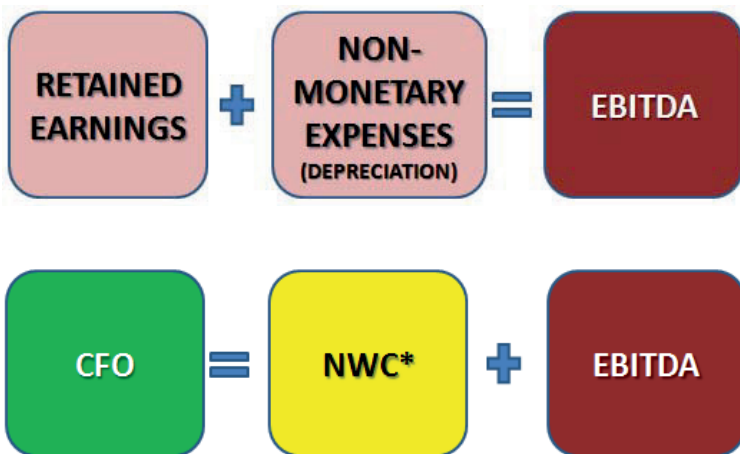 RETAINED
EARNINGS
+
NON-
MONETARY
EXPENSES
(DEPRECIATION)
=
EBITDA
CFO
=
NWC*
+
EBITDA